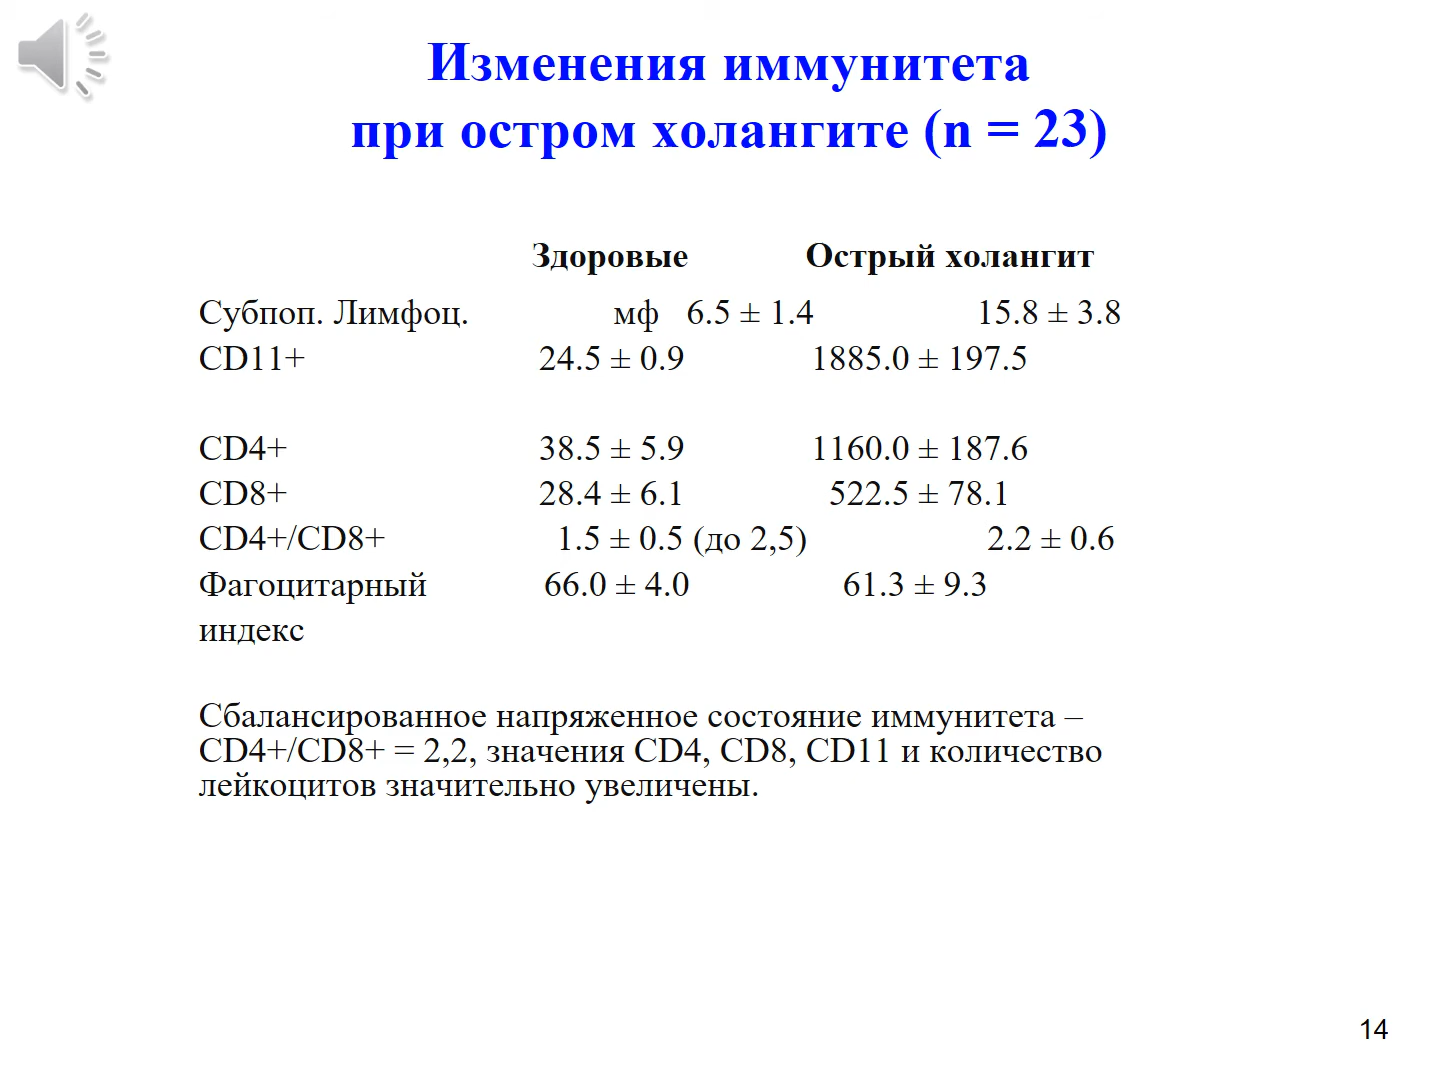 Изменения иммунитета
при остром холангите (n = 23)
Здоровые Острый холангит
Субпоп. Лимфоц. мф 6.5 ± 1.4 15.8 ± 3.8
CD11+ 24.5 ± 0.9 1885.0 ± 197.5
CD4+ 38.5 ± 5.9 1160.0 ± 187.6
CD8+ 28.4 ± 6.1 522.5 ± 78.1
CD4+/CD8+ 1.5 ± 0.5 (до 2,5) 2.2 ± 0.6
Фагоцитарный 66.0 ± 4.0 61.3 ± 9.3
индекс
Сбалансированное напряженное состояние иммунитета –
CD4+/CD8+ = 2,2, значения CD4, CD8, CD11 и количество
лейкоцитов значительно увеличены.
14